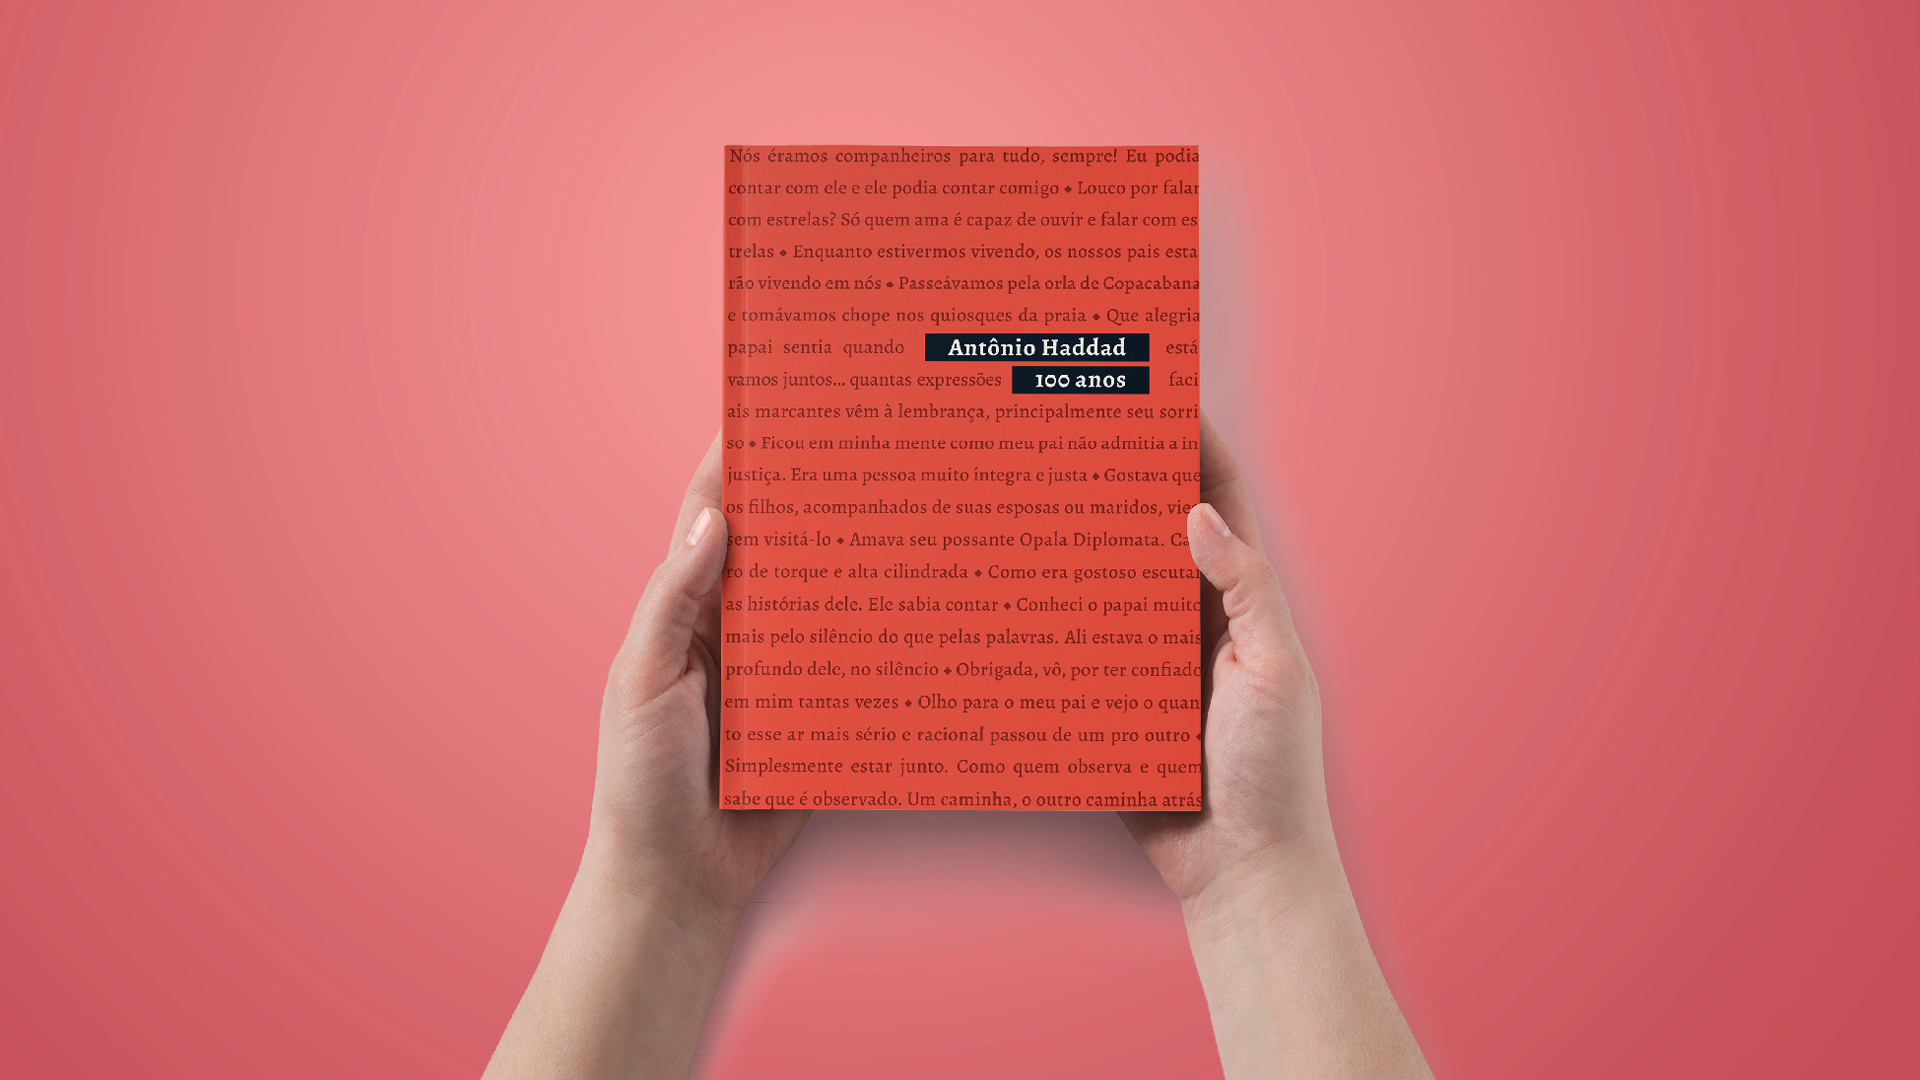 Nós éramos companheiros para tudo, sempre! Eu podia
contar com ele e ele podia contar comigo ◆ Louco por falar
com estrelas? Só quem ama é capaz de ouvir e falar com es
trelas ◆ Enquanto estivermos vivendo, os nossos pais esta
rão vivendo em nós ◆ Passeávamos pela orla de Copacabana
e tomávamos chope nos quiosques da praia ◆ Que alegria
papai sentia quando Antônio Haddad está
vamos juntos... quantas expressões 100 anos faci
ais marcantes vêm à lembrança, principalmente seu sorri
so ◆ Ficou em minha mente como meu pai não admitia a in
justiça. Era uma pessoa muito íntegra e justa ◆ Gostava que
os filhos, acompanhados de suas esposas ou maridos, vies
sem visitá-lo ◆ Amava seu possante Opala Diplomata. Ca
ro de torque e alta cilindrada ◆ Como era gostoso escutar
as histórias dele. Ele sabia contar ◆ Conheci o papai muito
mais pelo silêncio do que pelas palavras. Ali estava o mais
profundo dele, no silêncio ◆ Obrigada, vô, por ter confiado
em mim tantas vezes ◆ Olho para o meu pai e vejo o quan
to esse ar mais sério e racional passou de um pro outro ◆
Simplesmente estar junto. Como quem observa e quem
sabe que é observado. Um caminha, o outro caminha atrás